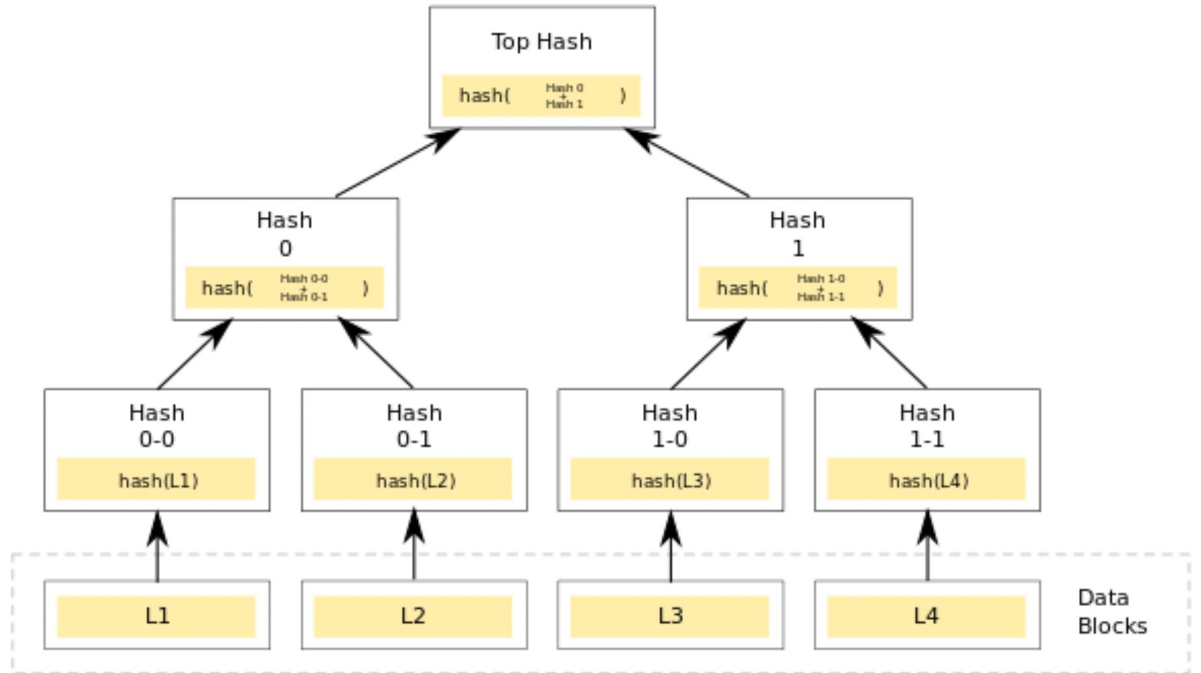 Top Hash
hash( Hash 0 + Hash 1 )
Hash
0
hash( Hash 0-0 + Hash 0-1 )
Hash
1
hash( Hash 1-0 + Hash 1-1 )
Hash
0-0
hash(L1)
Hash
0-1
hash(L2)
Hash
1-0
hash(L3)
Hash
1-1
hash(L4)
L1
L2
L3
L4
Data
Blocks